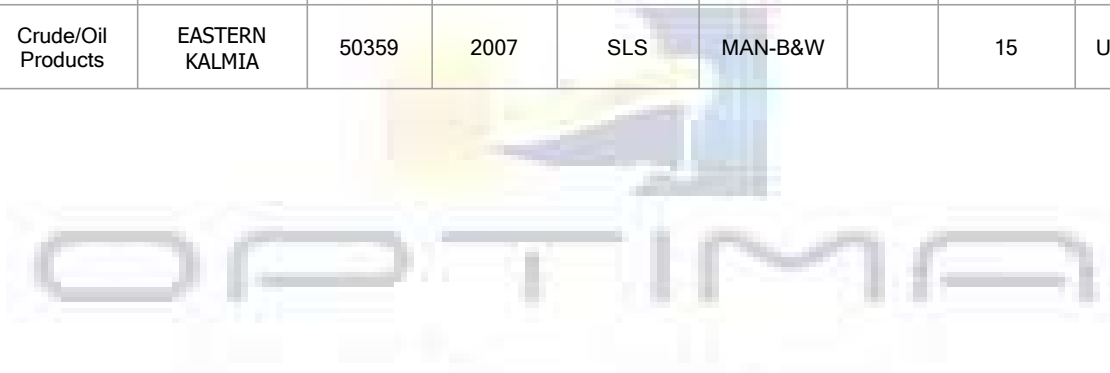 Crude/Oil Products EASTERN KALMIA 50359 2007 SLS MAN-B&W 15 U
OPTIMA